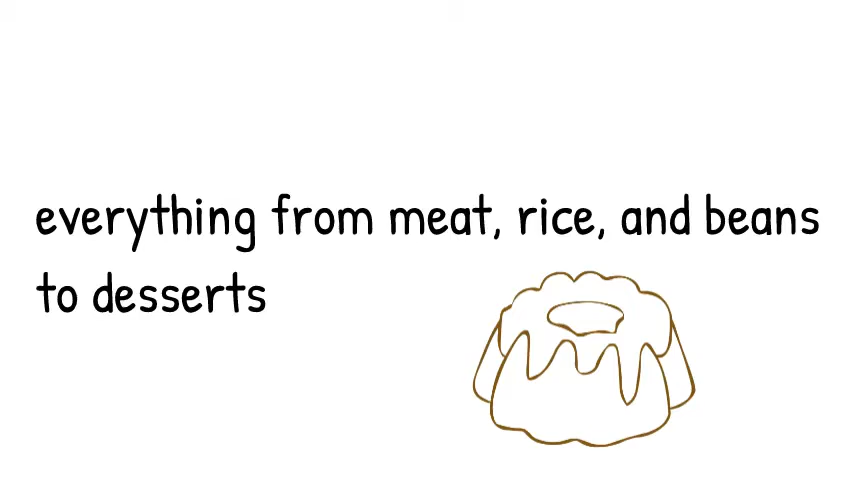 everything from meat, rice, and beans
to desserts